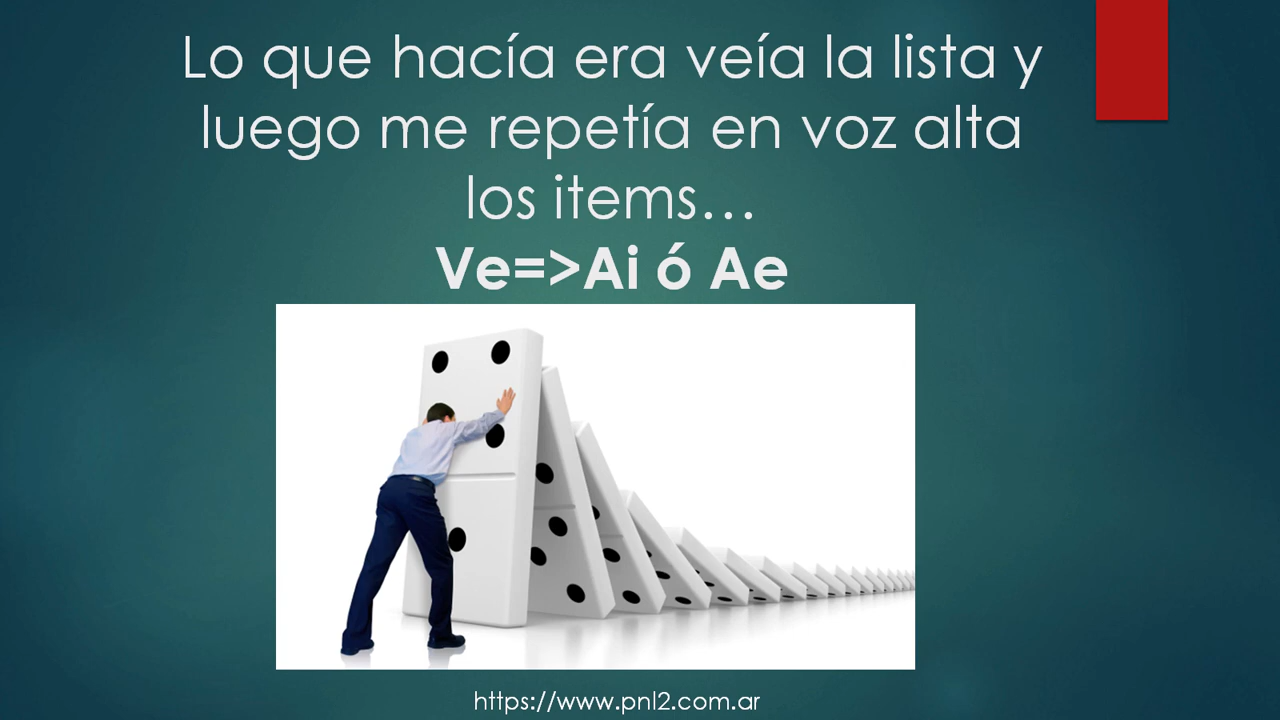 Lo que hacía era veía la lista y
luego me repetía en voz alta
los items…
Ve=>Ai ó Ae
https://www.pnl2.com.ar